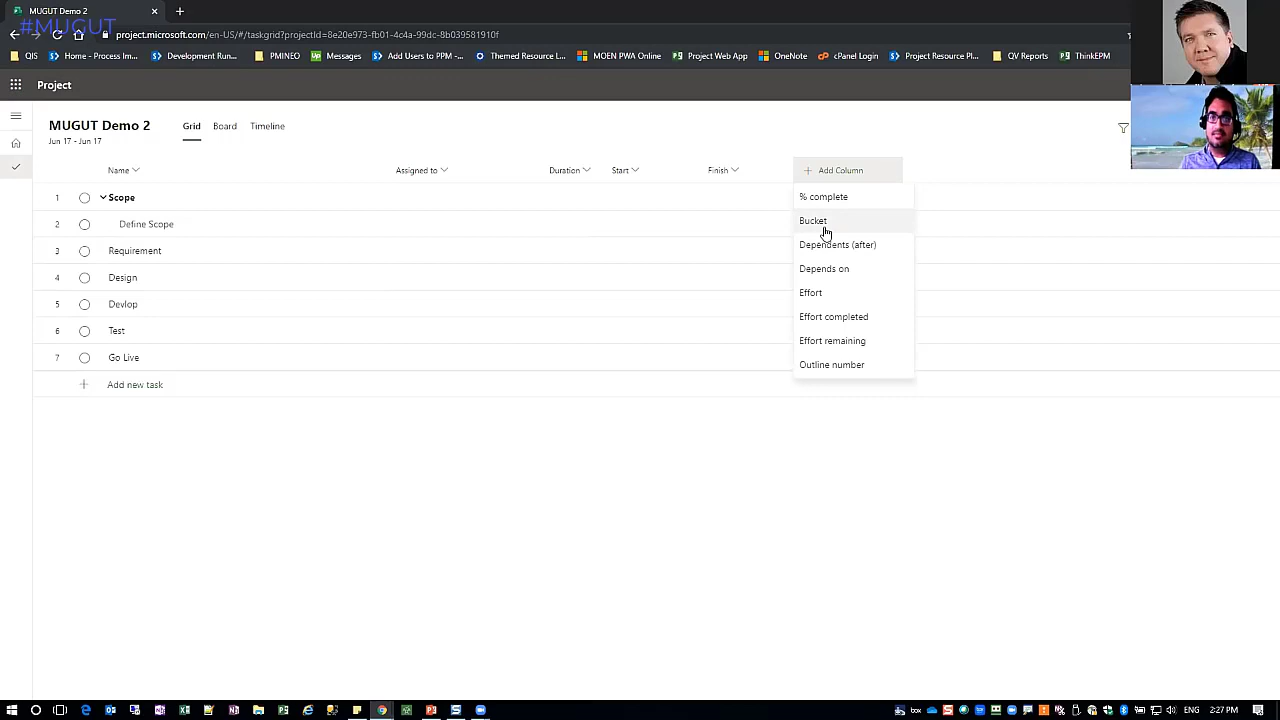 MUGUT Demo 2
#MUGUT
project.microsoft.com/en-US/#/taskgrid?projectId=8e20e973-fb01-4c4a-99dc-8b039581910f
QIS Home - Process Im... Development Run... PMINEO Messages Add Users to PPM -... Themed Resource L... MOEN PWA Online Project Web App OneNote cPanel Login Project Resource Pl... QV Reports ThinkEPM
Project
MUGUT Demo 2 Grid Board Timeline
Jun 17 - Jun 17
Name Assigned to Duration Start Finish + Add Column
1 Scope
2 Define Scope
3 Requirement
4 Design
5 Devlop
6 Test
7 Go Live
+ Add new task
% complete
Bucket
Dependents (after)
Depends on
Effort
Effort completed
Effort remaining
Outline number
ENG 2:27 PM